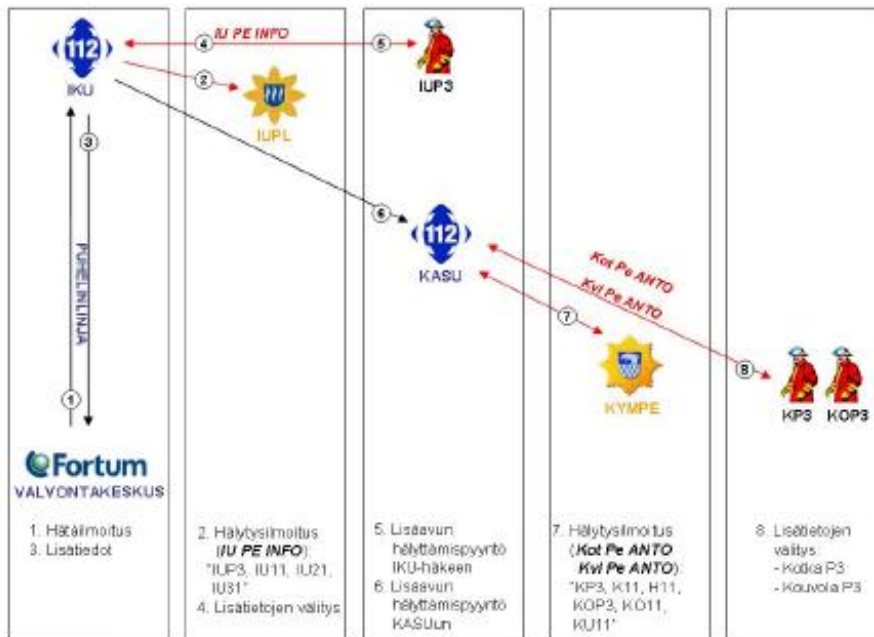 112
IKU
4
IU PE INFO
5
IUP3
2
IUPL
3
6
112
KASU
PUHELINLINJA
Kot Pe ANTO
Kvl Pe ANTO
7
KYMPE
8
KP3 KOP3
1
Fortum
VALVONTAKESKUS
1. Hätäilmoitus
3. Lisätiedot
2. Hälytysilmoitus
(IU PE INFO):
"IUP3, IU11, IU21,
IU31"
4. Lisätietojen välitys
5. Lisäavun
hälyttämispyyntö
IKU-häkeen
6. Lisäavun
hälyttämispyyntö
KASUun
7. Hälytysilmoitus
(Kot Pe ANTO
Kvl Pe ANTO):
"KP3, K11, H11,
KOP3, KO11,
KU11"
8. Lisätietojen
välitys
- Kotka P3
- Kouvola P3